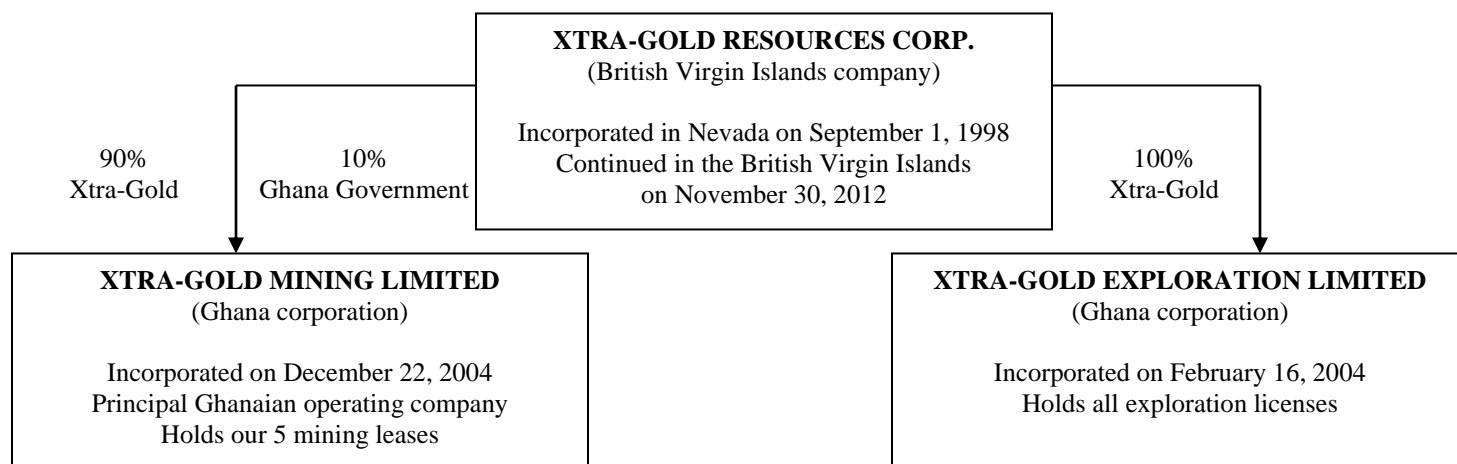 XTRA-GOLD RESOURCES CORP.
(British Virgin Islands company)
Incorporated in Nevada on September 1, 1998
Continued in the British Virgin Islands
on November 30, 2012
90%
Xtra-Gold
10%
Ghana Government
100%
Xtra-Gold
XTRA-GOLD MINING LIMITED
(Ghana corporation)
Incorporated on December 22, 2004
Principal Ghanaian operating company
Holds our 5 mining leases
XTRA-GOLD EXPLORATION LIMITED
(Ghana corporation)
Incorporated on February 16, 2004
Holds all exploration licenses